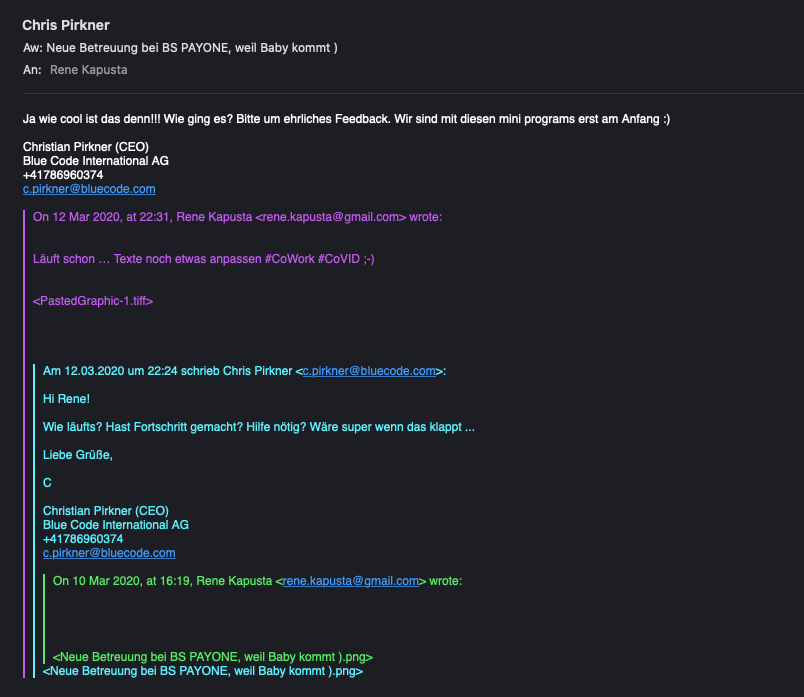 Chris Pirkner
Aw: Neue Betreuung bei BS PAYONE, weil Baby kommt )
An: Rene Kapusta
Ja wie cool ist das denn!!! Wie ging es? Bitte um ehrliches Feedback. Wir sind mit diesen mini programs erst am Anfang :)
Christian Pirkner (CEO)
Blue Code International AG
+41786960374
c.pirkner@bluecode.com
On 12 Mar 2020, at 22:31, Rene Kapusta <rene.kapusta@gmail.com> wrote:
Läuft schon … Texte noch etwas anpassen #CoWork #CoVID ;-)
<PastedGraphic-1.tiff>
Am 12.03.2020 um 22:24 schrieb Chris Pirkner <c.pirkner@bluecode.com>:
Hi Rene!
Wie läufts? Hast Fortschritt gemacht? Hilfe nötig? Wäre super wenn das klappt ...
Liebe Grüße,
C
Christian Pirkner (CEO)
Blue Code International AG
+41786960374
c.pirkner@bluecode.com
On 10 Mar 2020, at 16:19, Rene Kapusta <rene.kapusta@gmail.com> wrote:
<Neue Betreuung bei BS PAYONE, weil Baby kommt ).png>
<Neue Betreuung bei BS PAYONE, weil Baby kommt ).png>